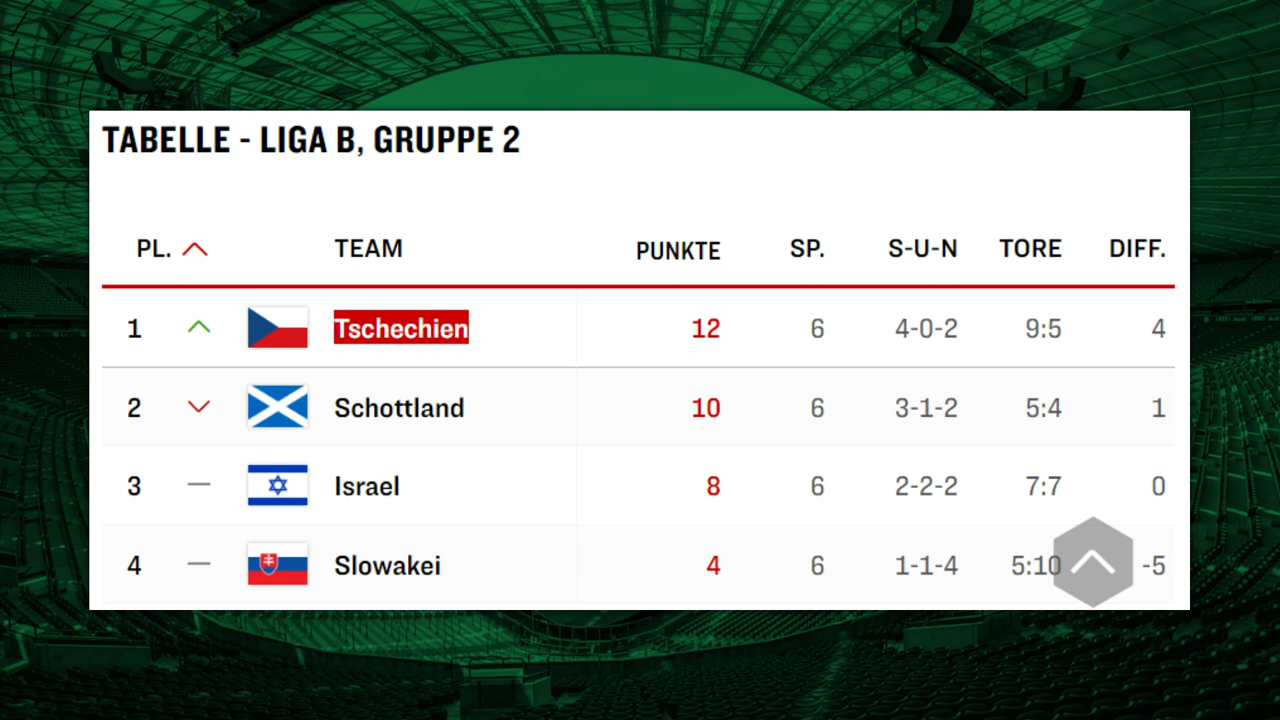 TABELLE - LIGA B, GRUPPE 2
PL. TEAM PUNKTE SP. S-U-N TORE DIFF.
1 Tschechien 12 6 4-0-2 9:5 4
2 Schottland 10 6 3-1-2 5:4 1
3 Israel 8 6 2-2-2 7:7 0
4 Slowakei 4 6 1-1-4 5:10 -5